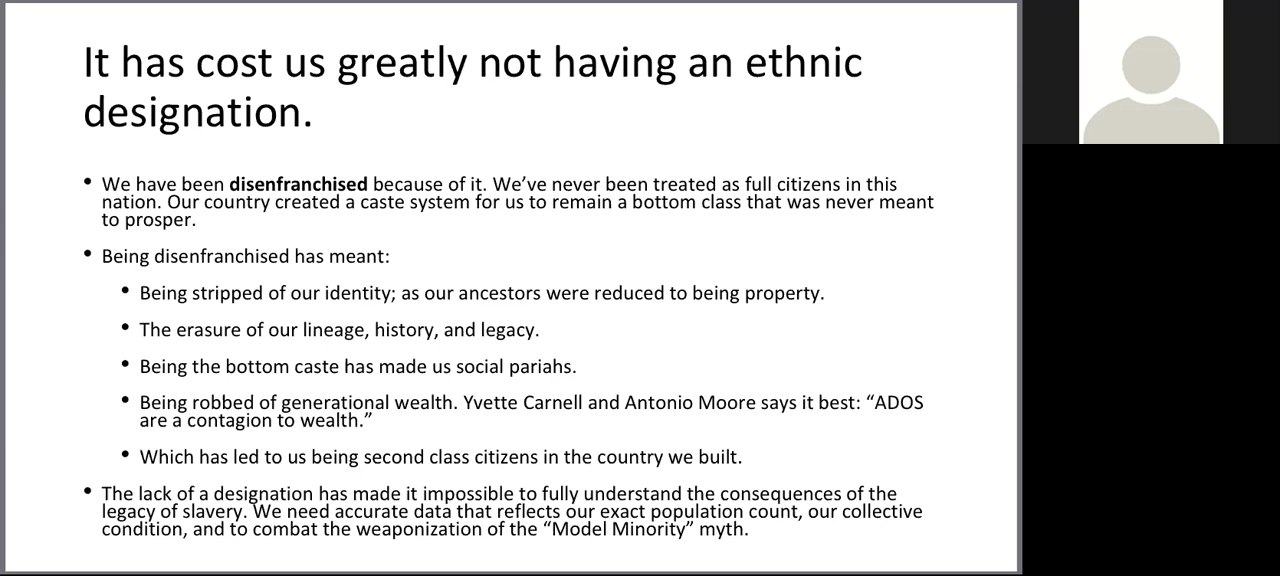 It has cost us greatly not having an ethnic
designation.
• We have been disenfranchised because of it. We've never been treated as full citizens in this
nation. Our country created a caste system for us to remain a bottom class that was never meant
to prosper.
• Being disenfranchised has meant:
• Being stripped of our identity; as our ancestors were reduced to being property.
• The erasure of our lineage, history, and legacy.
• Being the bottom caste has made us social pariahs.
• Being robbed of generational wealth. Yvette Carnell and Antonio Moore says it best: “ADOS
are a contagion to wealth.”
• Which has led to us being second class citizens in the country we built.
• The lack of a designation has made it impossible to fully understand the consequences of the
legacy of slavery. We need accurate data that reflects our exact population count, our collective
condition, and to combat the weaponization of the “Model Minority” myth.